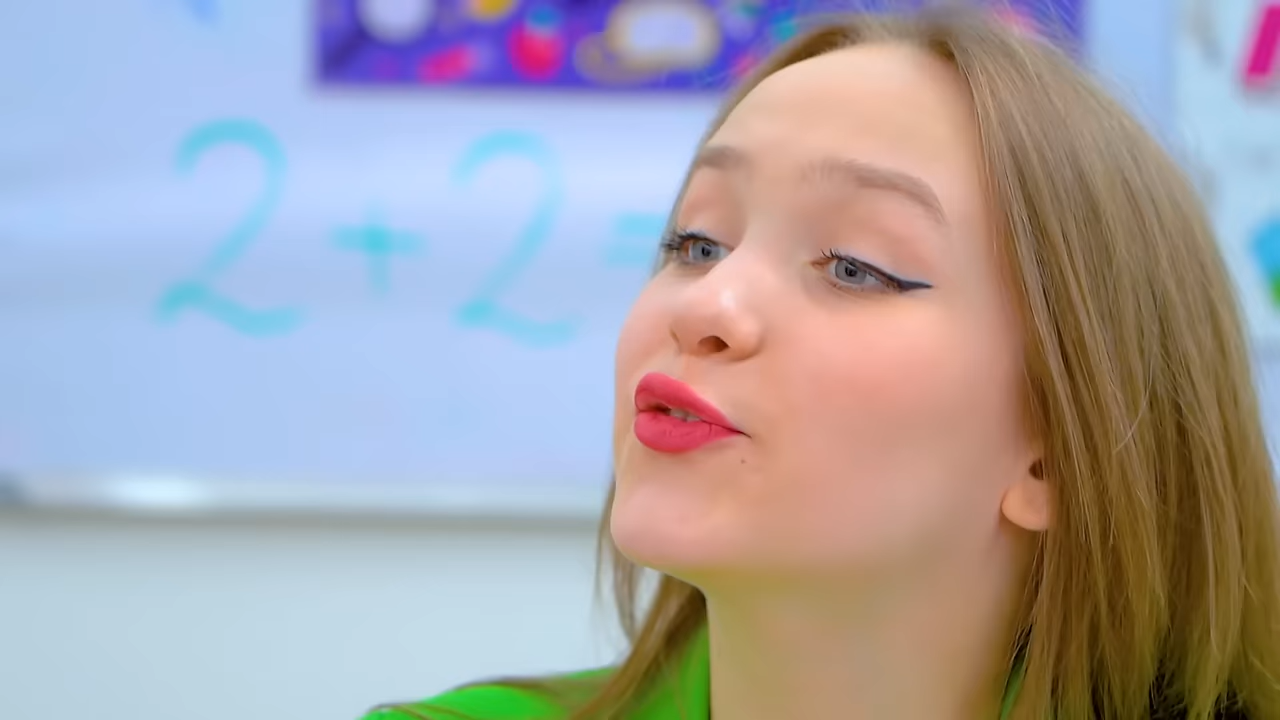 2 + 2 =